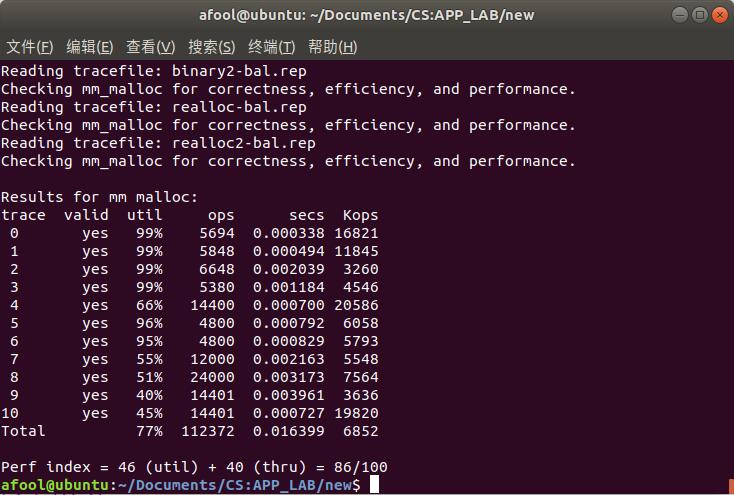 afool@ubuntu: ~/Documents/CS:APP_LAB/new
文件(F) 编辑(E) 查看(V) 搜索(S) 终端(T) 帮助(H)
Reading tracefile: binary2-bal.rep
Checking mm_malloc for correctness, efficiency, and performance.
Reading tracefile: realloc-bal.rep
Checking mm_malloc for correctness, efficiency, and performance.
Reading tracefile: realloc2-bal.rep
Checking mm_malloc for correctness, efficiency, and performance.

Results for mm malloc:
trace  valid  util     ops      secs  Kops
 0       yes   99%    5694  0.000338 16821
 1       yes   99%    5848  0.000494 11845
 2       yes   99%    6648  0.002039  3260
 3       yes   99%    5380  0.001184  4546
 4       yes   66%   14400  0.000700 20586
 5       yes   96%    4800  0.000792  6058
 6       yes   95%    4800  0.000829  5793
 7       yes   55%   12000  0.002163  5548
 8       yes   51%   24000  0.003173  7564
 9       yes   40%   14401  0.003961  3636
10       yes   45%   14401  0.000727 19820
Total          77%  112372  0.016399  6852

Perf index = 46 (util) + 40 (thru) = 86/100
afool@ubuntu:~/Documents/CS:APP_LAB/new$